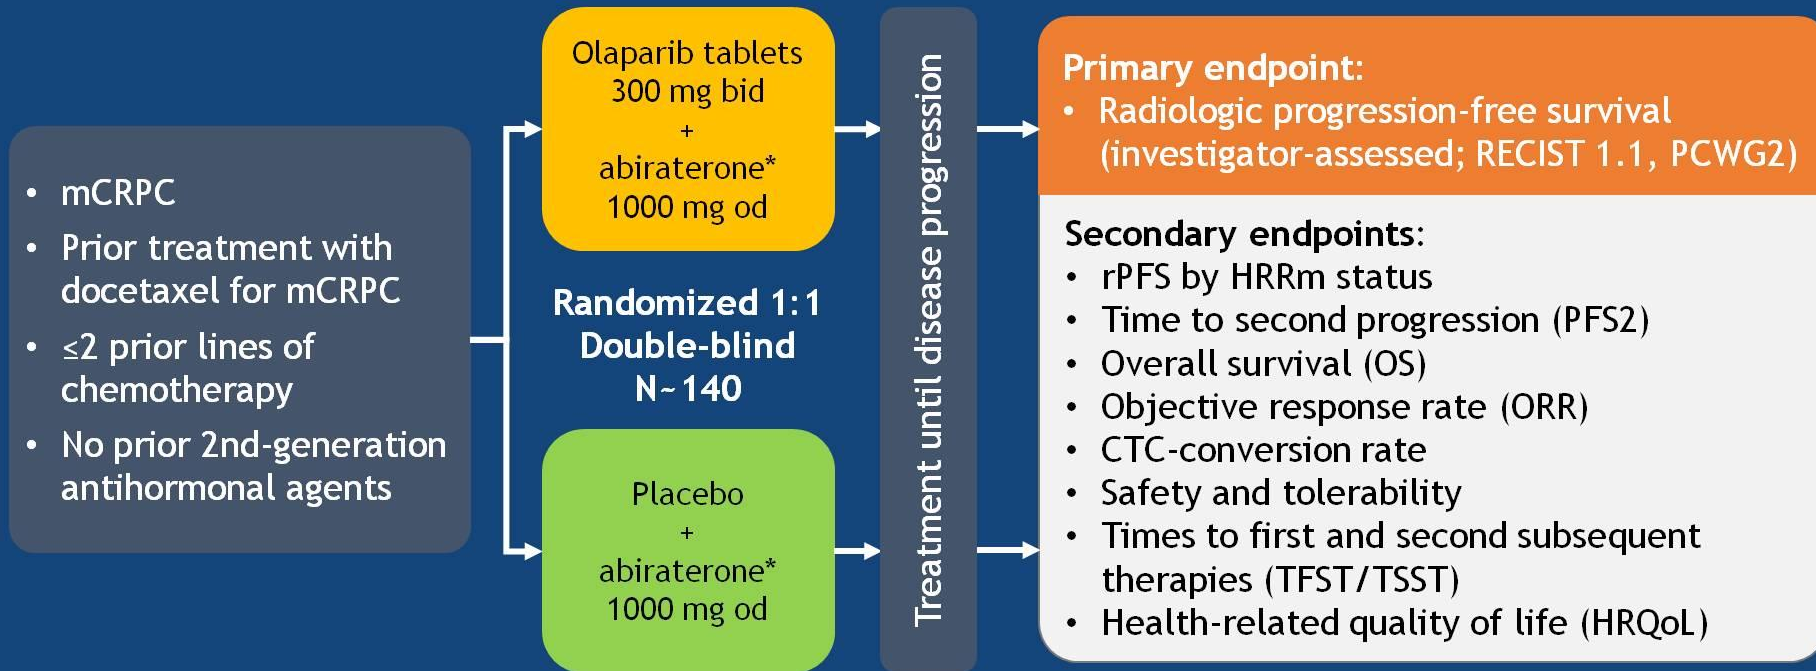 • mCRPC
• Prior treatment with
docetaxel for mCRPC
• ≤2 prior lines of
chemotherapy
• No prior 2nd-generation
antihormonal agents
Olaparib tablets
300 mg bid
+
abiraterone*
1000 mg od
Randomized 1:1
Double-blind
N~140
Placebo
+
abiraterone*
1000 mg od
Treatment until disease progression
Primary endpoint:
• Radiologic progression-free survival
(investigator-assessed; RECIST 1.1, PCWG2)
Secondary endpoints:
• rPFS by HRRm status
• Time to second progression (PFS2)
• Overall survival (OS)
• Objective response rate (ORR)
• CTC-conversion rate
• Safety and tolerability
• Times to first and second subsequent
therapies (TFST/TSST)
• Health-related quality of life (HRQoL)